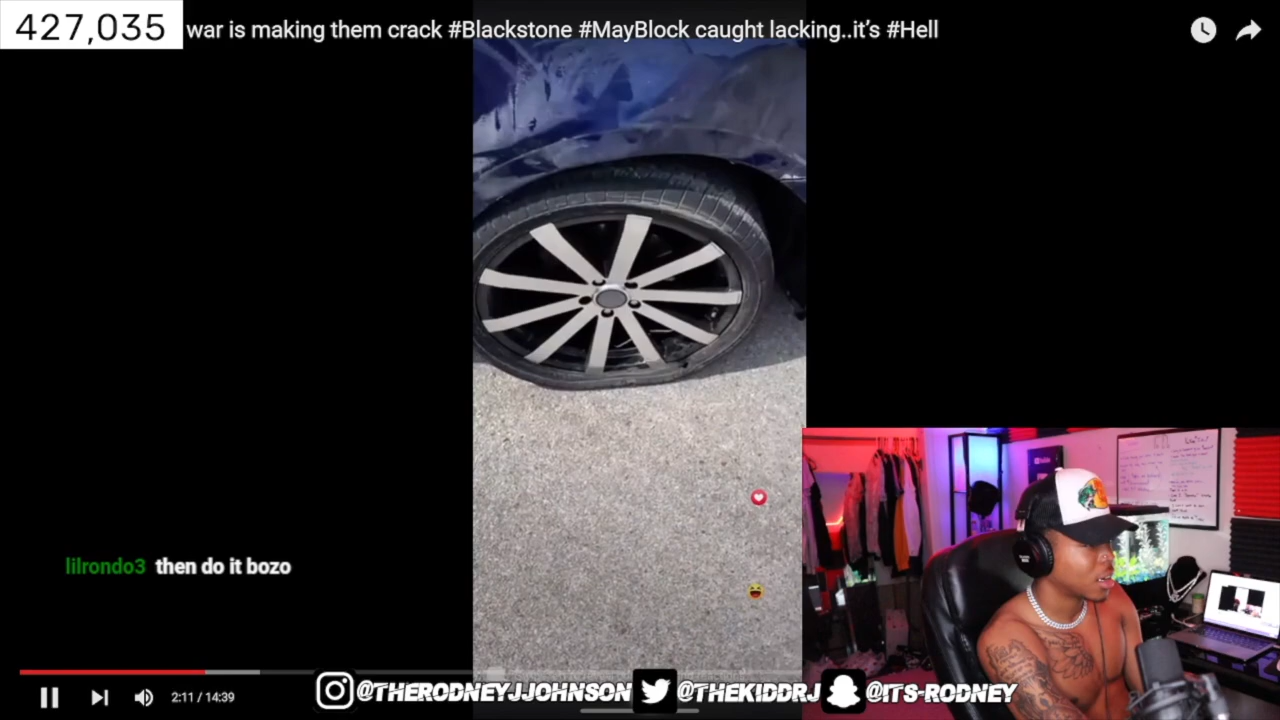 427,035
war is making them crack #Blackstone #MayBlock caught lacking..it's #Hell
lilrondo3 then do it bozo
2:11 / 14:39
@THERODNEYJJOHNSON @THEKIDDRJ @ITS-RODNEY